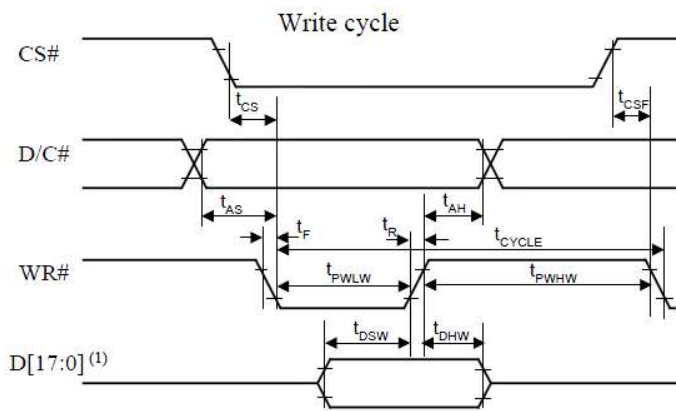 Write cycle
CS#
tCS
tCSF
D/C#
tAS
tF
tR
tAH
tCYCLE
WR#
tPWLW
tPWHW
tDSW
tDHW
D[17:0] (1)